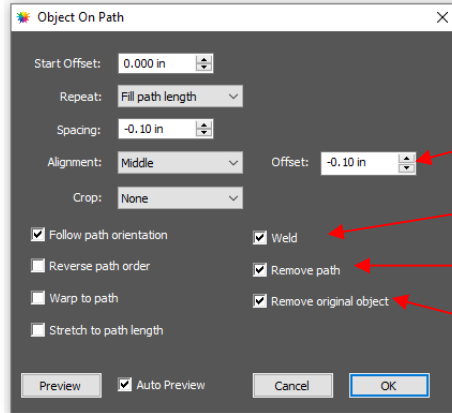 Object On Path
Start Offset: 0.000 in
Repeat: Fill path length
Spacing: -0.10 in
Alignment: Middle Offset: -0.10 in
Crop: None
Follow path orientation Weld
Reverse path order Remove path
Warp to path Remove original object
Stretch to path length
Preview Auto Preview Cancel OK